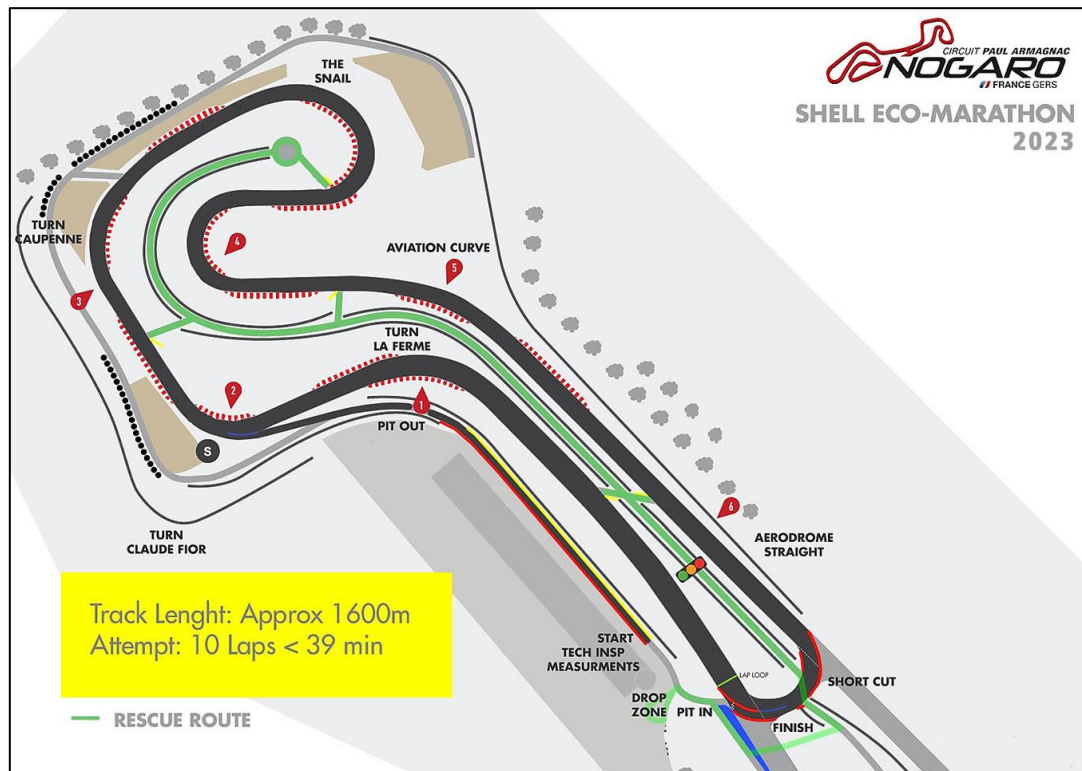 CIRCUIT PAUL ARMAGNAC
NOGARO
FRANCE GERS
SHELL ECO-MARATHON
2023
THE
SNAIL
TURN
CAUPENNE
4
AVIATION CURVE
5
3
TURN
LA FERME
2
1
PIT OUT
S
6
TURN
CLAUDE FIOR
AERODROME
STRAIGHT
Track Lenght: Approx 1600m
Attempt: 10 Laps < 39 min
START
TECH INSP
MEASURMENTS
LAP LOOP
SHORT CUT
DROP
ZONE
PIT IN
FINISH
RESCUE ROUTE